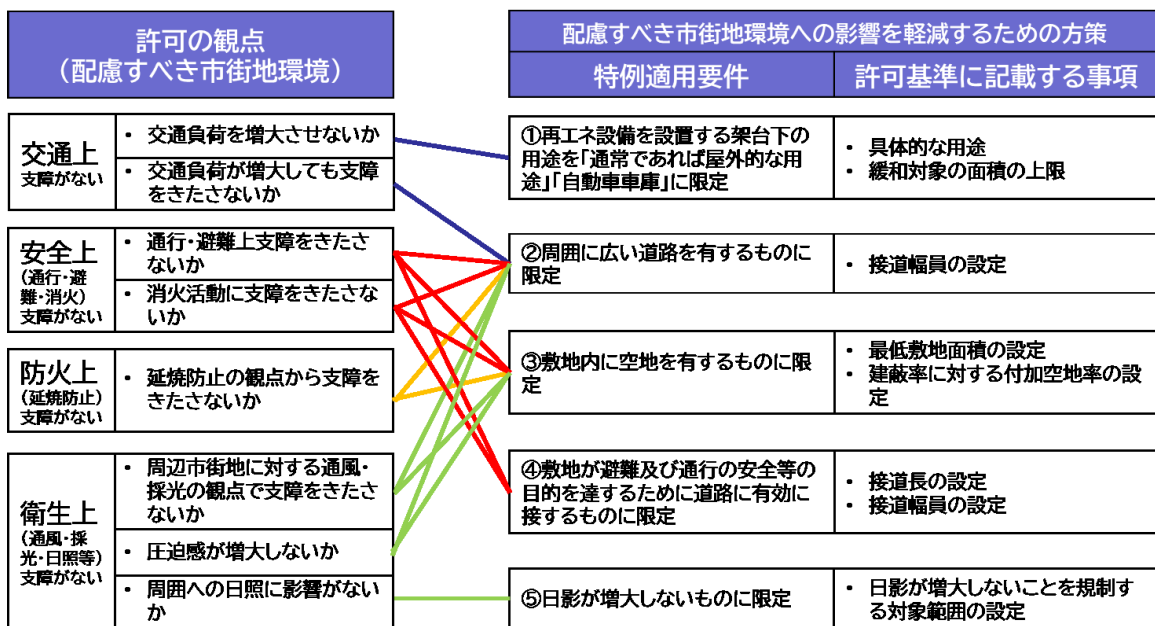 許可の観点
（配慮すべき市街地環境）
配慮すべき市街地環境への影響を軽減するための方策
特例適用要件
許可基準に記載する事項
交通上
支障がない
・ 交通負荷を増大させないか
・ 交通負荷が増大しても支障
をきたさないか
安全上
(通行・避
難・消火)
支障がない
・ 通行・避難上支障をきたさ
ないか
・ 消火活動に支障をきたさな
いか
防火上
(延焼防止)
支障がない
・ 延焼防止の観点から支障を
きたさないか
衛生上
(通風・採
光・日照等)
支障がない
・ 周辺市街地に対する通風・
採光の観点で支障をきたさ
ないか
・ 圧迫感が増大しないか
・ 周囲への日照に影響がない
か
①再エネ設備を設置する架台下の
用途を「通常であれば屋外的な用
途」「自動車車庫」に限定
・ 具体的な用途
・ 緩和対象の面積の上限
②周囲に広い道路を有するものに
限定
・ 接道幅員の設定
③敷地内に空地を有するものに限
定
・ 最低敷地面積の設定
・ 建蔽率に対する付加空地率の設
定
④敷地が避難及び通行の安全等の
目的を達するために道路に有効に
接するものに限定
・ 接道長の設定
・ 接道幅員の設定
⑤日影が増大しないものに限定
・ 日影が増大しないことを規制す
る対象範囲の設定